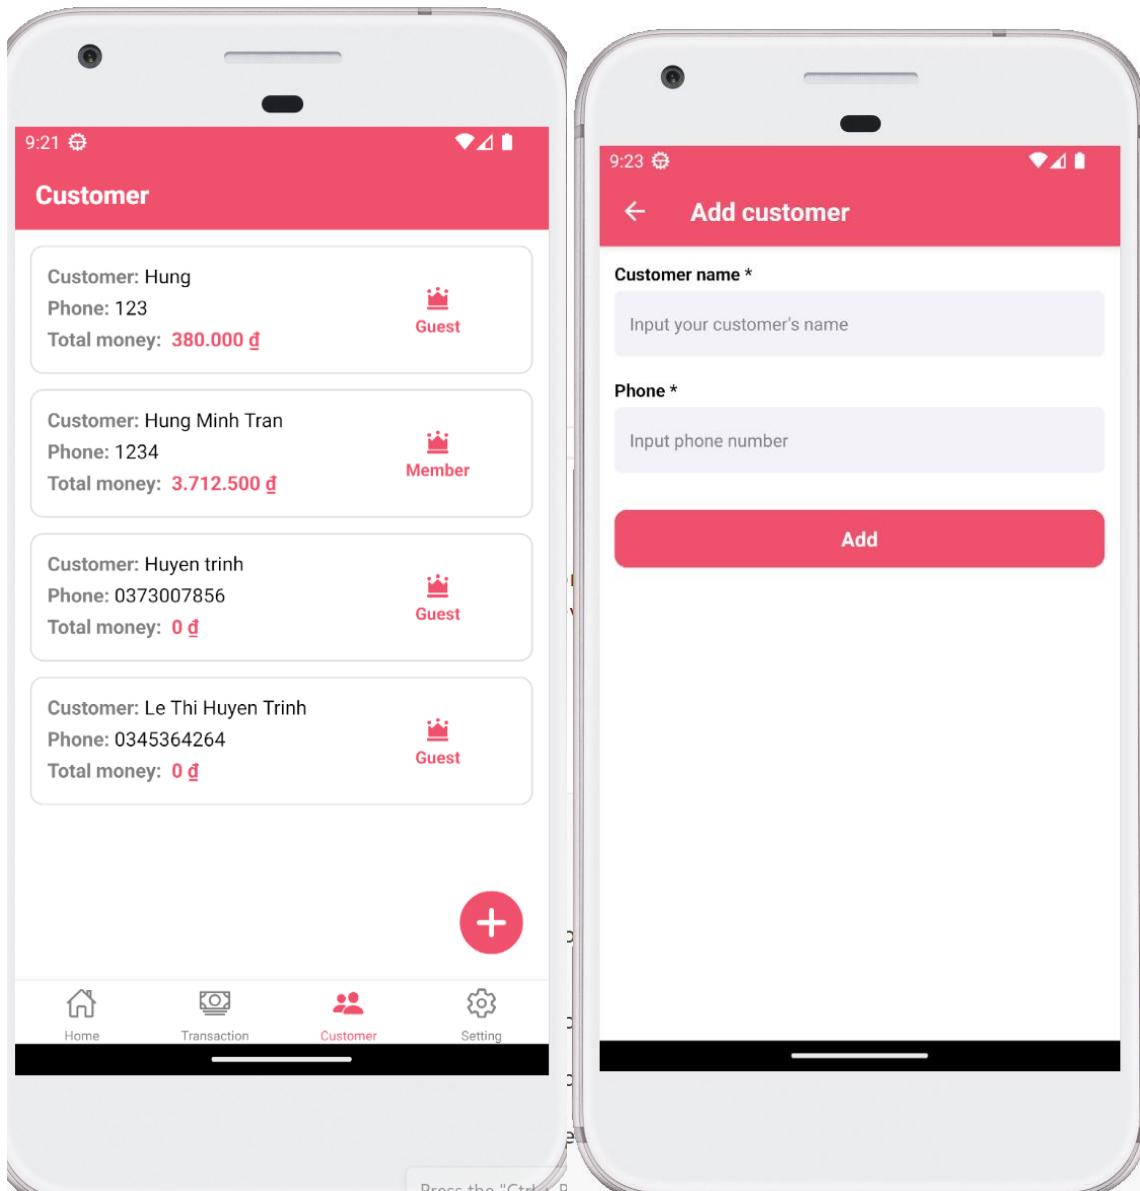 9:21
Customer
Customer: Hung
Phone: 123
Total money: 380.000 ₫
Guest
Customer: Hung Minh Tran
Phone: 1234
Total money: 3.712.500 ₫
Member
Customer: Huyen trinh
Phone: 0373007856
Total money: 0 ₫
Guest
Customer: Le Thi Huyen Trinh
Phone: 0345364264
Total money: 0 ₫
Guest
Home
Transaction
Customer
Setting
9:23
Add customer
Customer name *
Input your customer's name
Phone *
Input phone number
Add
Press the "Ctrl +